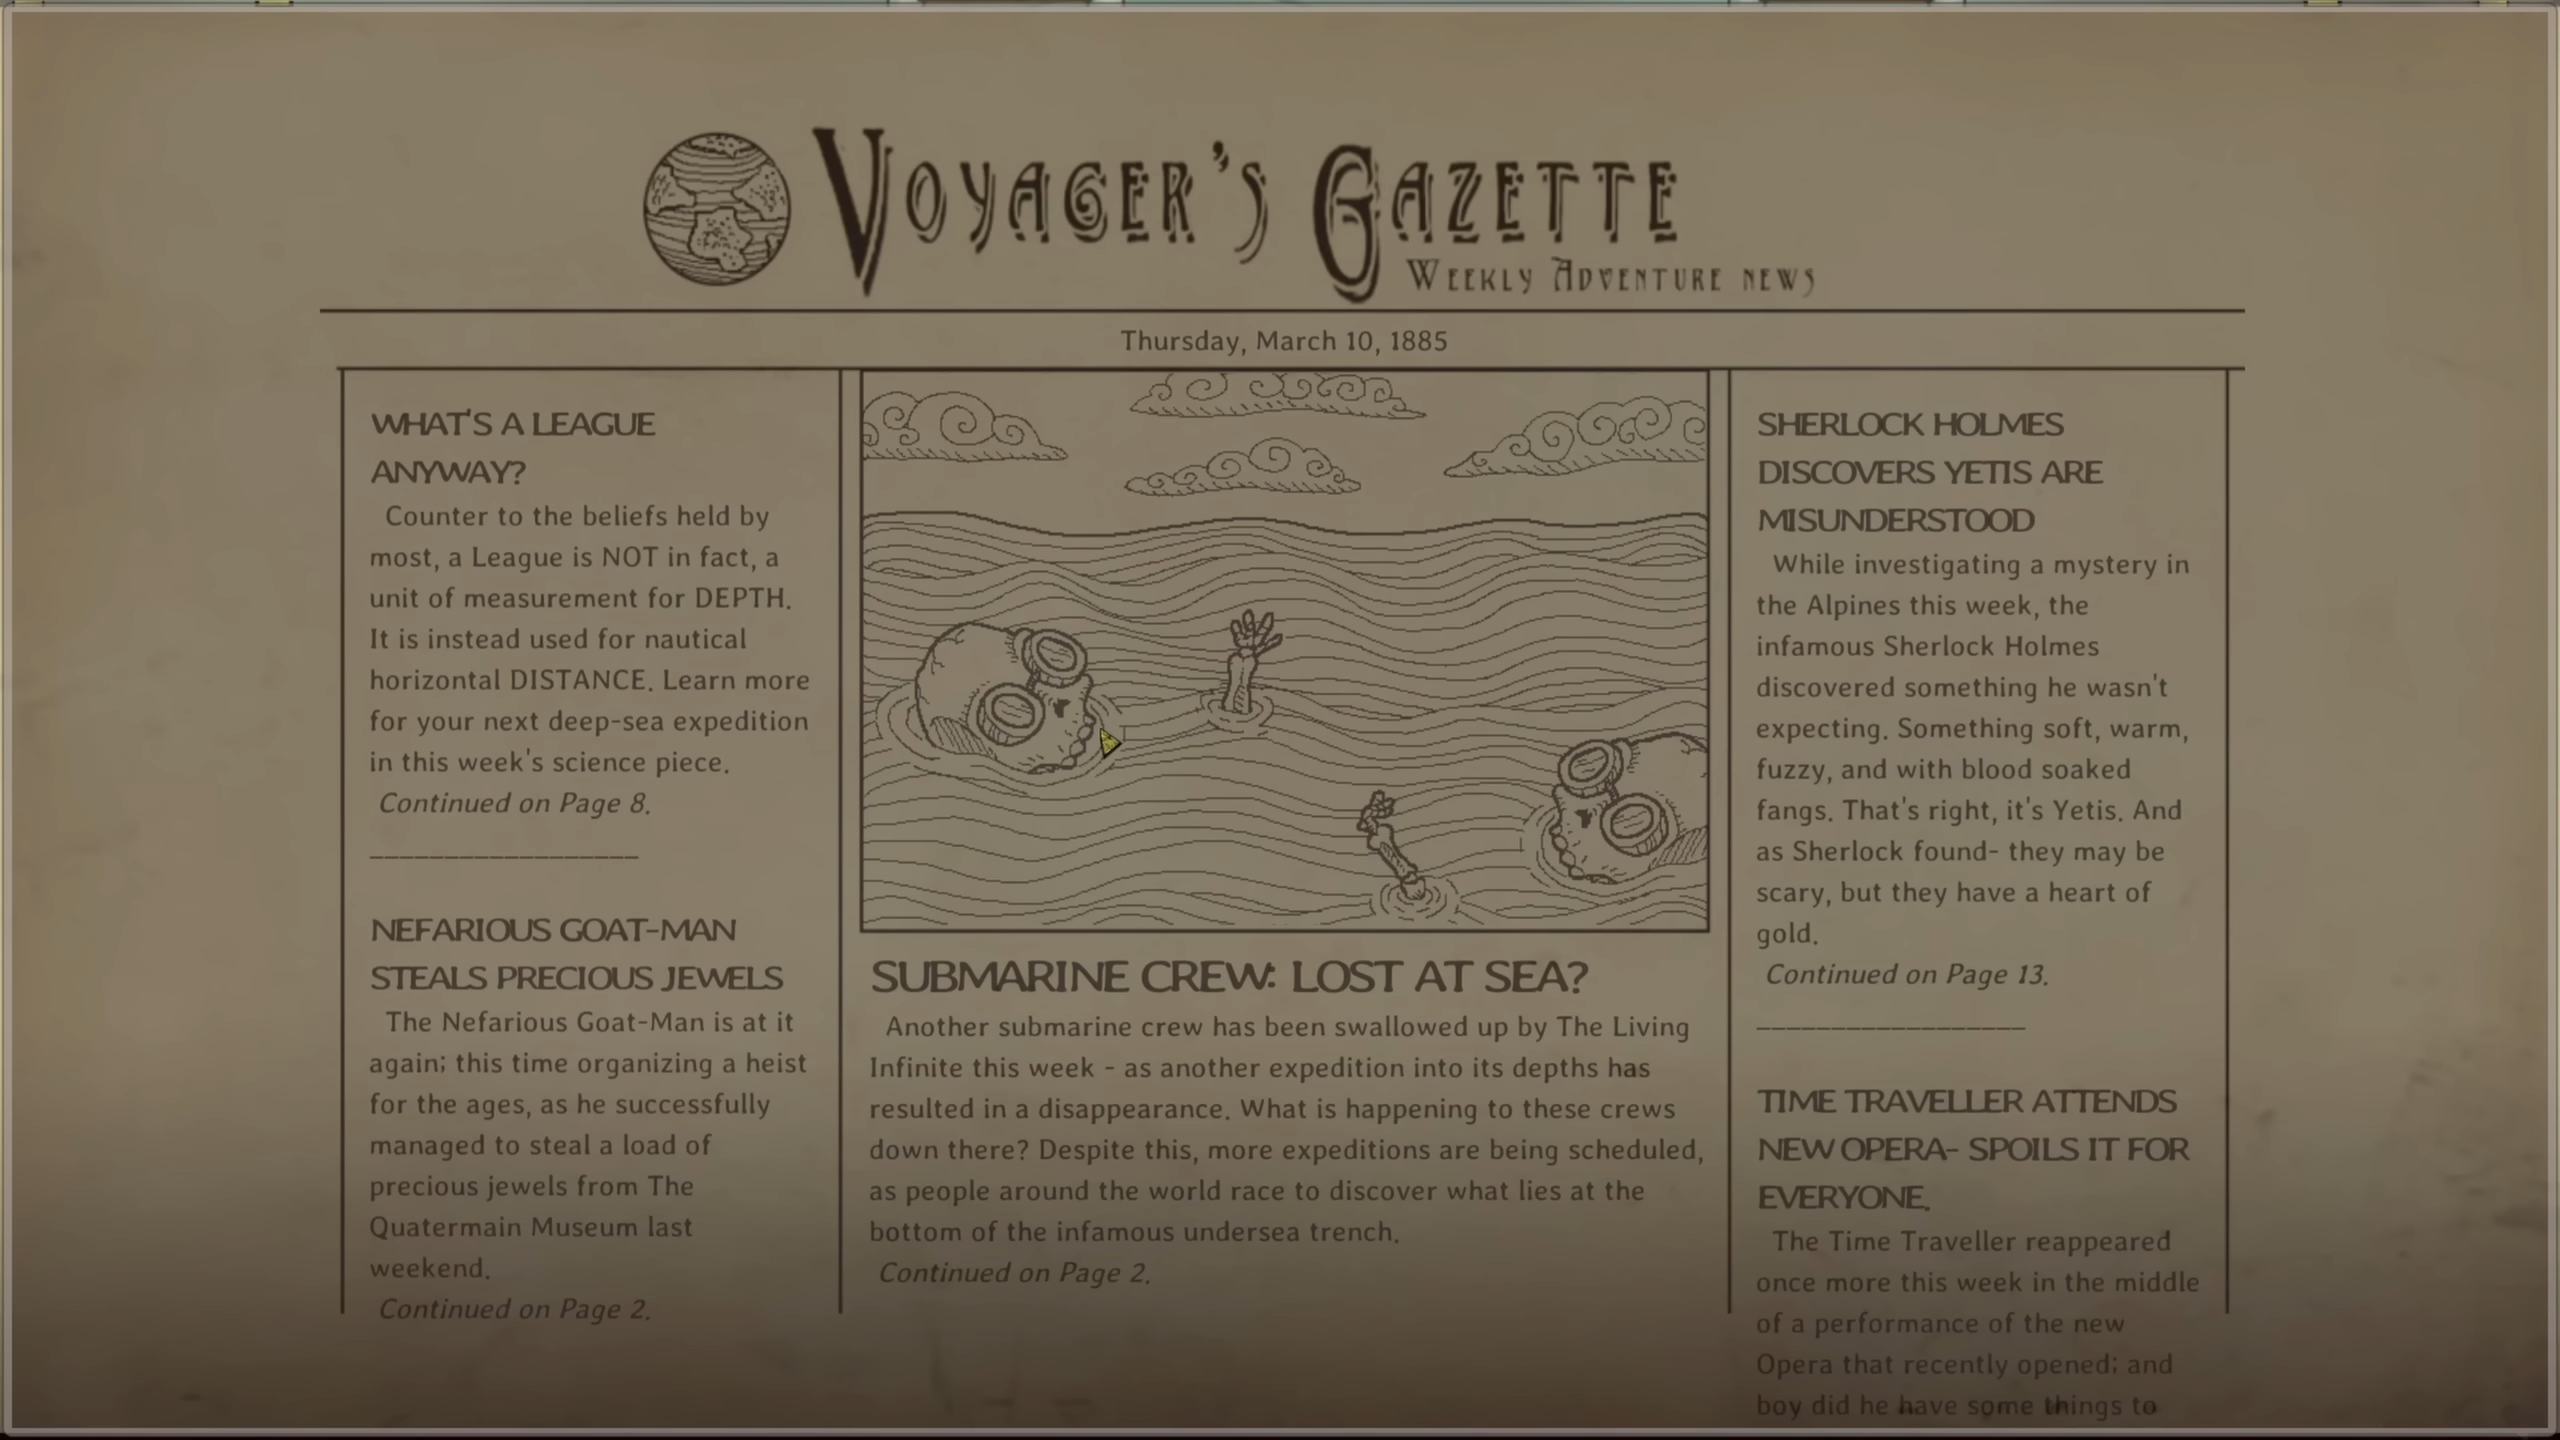 VOYAGER'S GAZETTE
WEEKLY ADVENTURE NEWS
Thursday, March 10, 1885
WHAT'S A LEAGUE
ANYWAY?
Counter to the beliefs held by
most, a League is NOT in fact, a
unit of measurement for DEPTH.
It is instead used for nautical
horizontal DISTANCE. Learn more
for your next deep-sea expedition
in this week's science piece.
Continued on Page 8.
NEFARIOUS GOAT-MAN
STEALS PRECIOUS JEWELS
The Nefarious Goat-Man is at it
again; this time organizing a heist
for the ages, as he successfully
managed to steal a load of
precious jewels from The
Quatermain Museum last
weekend.
Continued on Page 2.
SUBMARINE CREW: LOST AT SEA?
Another submarine crew has been swallowed up by The Living
Infinite this week - as another expedition into its depths has
resulted in a disappearance. What is happening to these crews
down there? Despite this, more expeditions are being scheduled,
as people around the world race to discover what lies at the
bottom of the infamous undersea trench.
Continued on Page 2.
SHERLOCK HOLMES
DISCOVERS YETIS ARE
MISUNDERSTOOD
While investigating a mystery in
the Alpines this week, the
infamous Sherlock Holmes
discovered something he wasn't
expecting. Something soft, warm,
fuzzy, and with blood soaked
fangs. That's right, it's Yetis. And
as Sherlock found- they may be
scary, but they have a heart of
gold.
Continued on Page 13.
TIME TRAVELLER ATTENDS
NEW OPERA- SPOILS IT FOR
EVERYONE.
The Time Traveller reappeared
once more this week in the middle
of a performance of the new
Opera that recently opened; and
boy did he have some things to